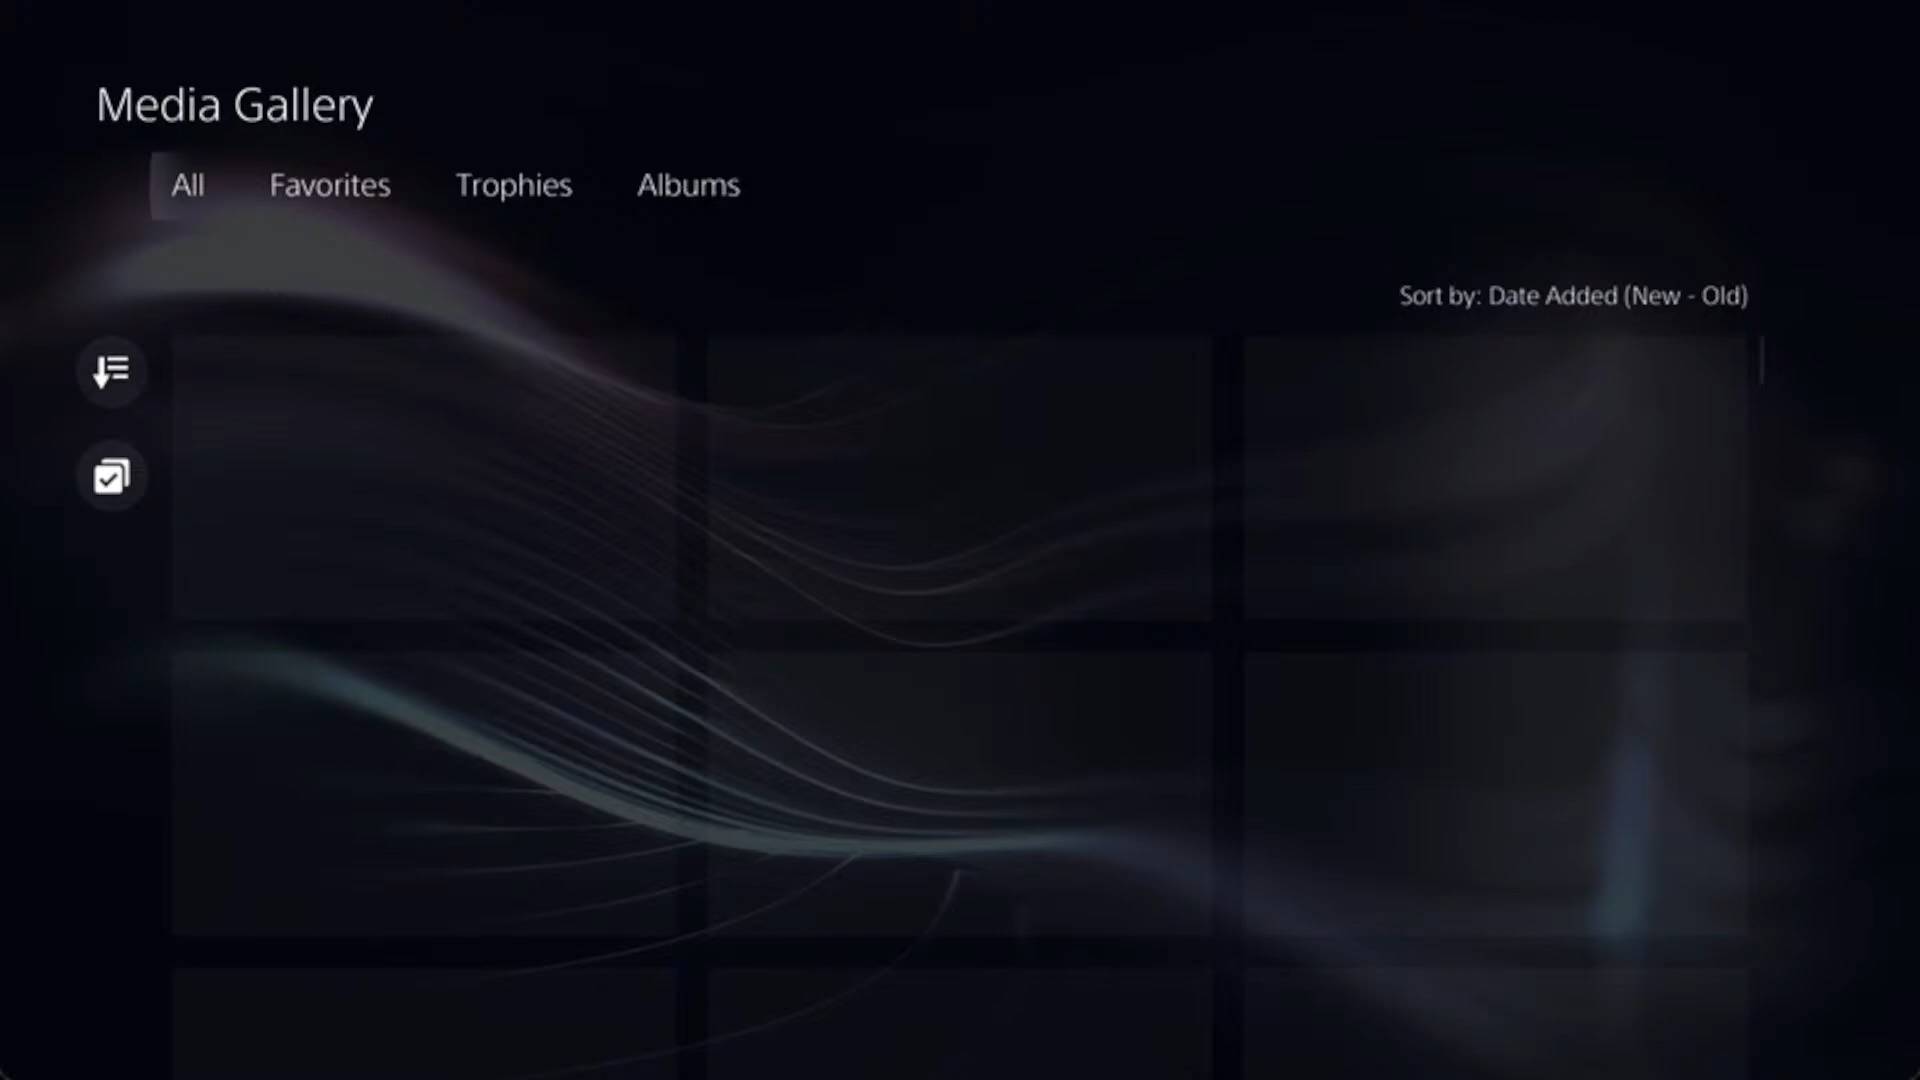 Media Gallery
All Favorites Trophies Albums
Sort by: Date Added (New - Old)